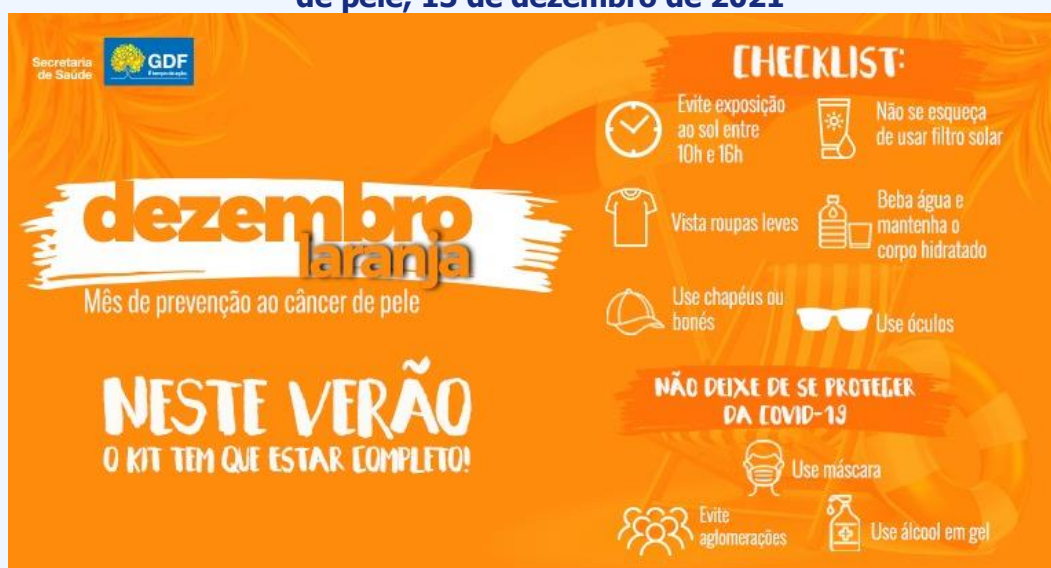 de pele, 15 de dezembro de 2021
Secretaria
de Saúde
GDF
dezembro
laranja
Mês de prevenção ao câncer de pele
NESTE VERÃO
O KIT TEM QUE ESTAR COMPLETO!
CHECKLIST:
Evite exposição
ao sol entre
10h e 16h
Não se esqueça
de usar filtro solar
Vista roupas leves
Beba água e
mantenha o
corpo hidratado
Use chapéus ou
bonés
Use óculos
NÃO DEIXE DE SE PROTEGER
DA COVID-19
Use máscara
Evite
aglomerações
Use álcool em gel